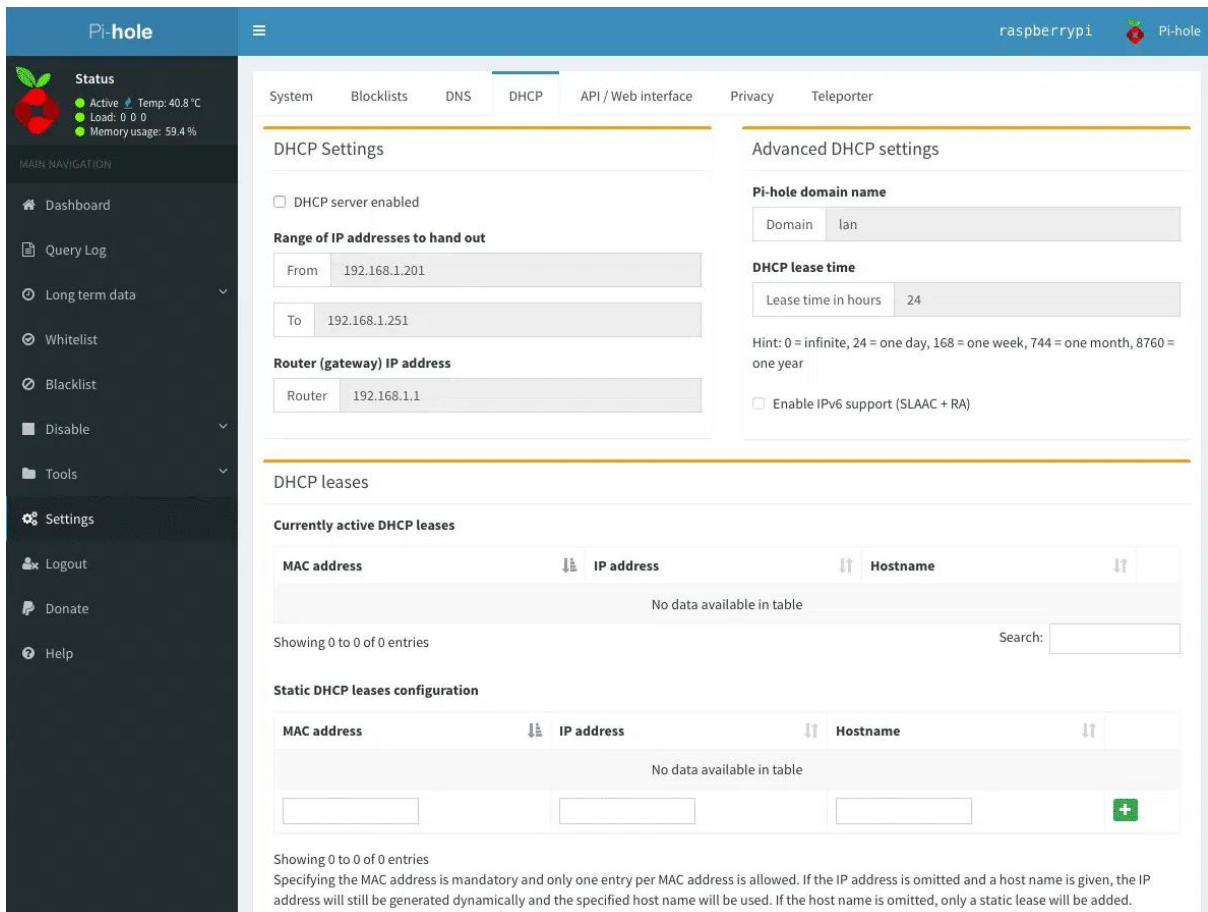 Pi-hole
raspberrypi
Pi-hole
Status
Active Temp: 40.8 °C
Load: 0 0 0
Memory usage: 59.4 %
MAIN NAVIGATION
Dashboard
Query Log
Long term data
Whitelist
Blacklist
Disable
Tools
Settings
Logout
Donate
Help
System Blocklists DNS DHCP API / Web interface Privacy Teleporter
DHCP Settings
DHCP server enabled
Range of IP addresses to hand out
From 192.168.1.201
To 192.168.1.251
Router (gateway) IP address
Router 192.168.1.1
Advanced DHCP settings
Pi-hole domain name
Domain lan
DHCP lease time
Lease time in hours 24
Hint: 0 = infinite, 24 = one day, 168 = one week, 744 = one month, 8760 =
one year
Enable IPv6 support (SLAAC + RA)
DHCP leases
Currently active DHCP leases
MAC address IP address Hostname
No data available in table
Showing 0 to 0 of 0 entries
Search:
Static DHCP leases configuration
MAC address IP address Hostname
No data available in table
Showing 0 to 0 of 0 entries
Specifying the MAC address is mandatory and only one entry per MAC address is allowed. If the IP address is omitted and a host name is given, the IP
address will still be generated dynamically and the specified host name will be used. If the host name is omitted, only a static lease will be added.